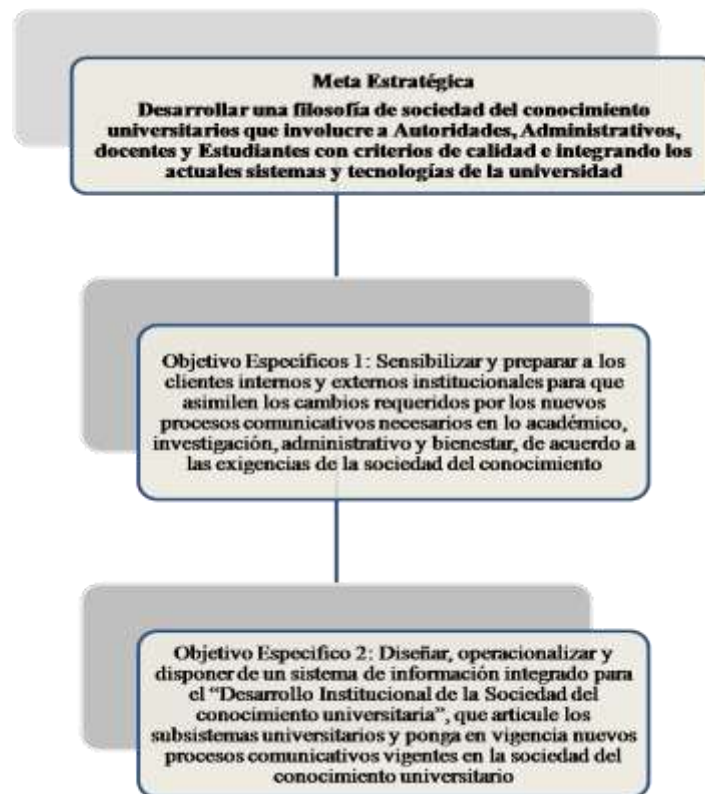 Meta Estratégica
Desarrollar una filosofía de sociedad del conocimiento
universitarios que involucre a Autoridades, Administrativos,
docentes y Estudiantes con criterios de calidad e integrando los
actuales sistemas y tecnologías de la universidad
Objetivo Específicos 1: Sensibilizar y preparar a los
clientes internos y externos institucionales para que
asimilen los cambios requeridos por los nuevos
procesos comunicativos necesarios en lo académico,
investigación, administrativo y bienestar, de acuerdo a
las exigencias de la sociedad del conocimiento
Objetivo Especifico 2: Diseñar, operacionalizar y
disponer de un sistema de información integrado para
el “Desarrollo Institucional de la Sociedad del
conocimiento universitaria”, que articule los
subsistemas universitarios y ponga en vigencia nuevos
procesos comunicativos vigentes en la sociedad del
conocimiento universitario